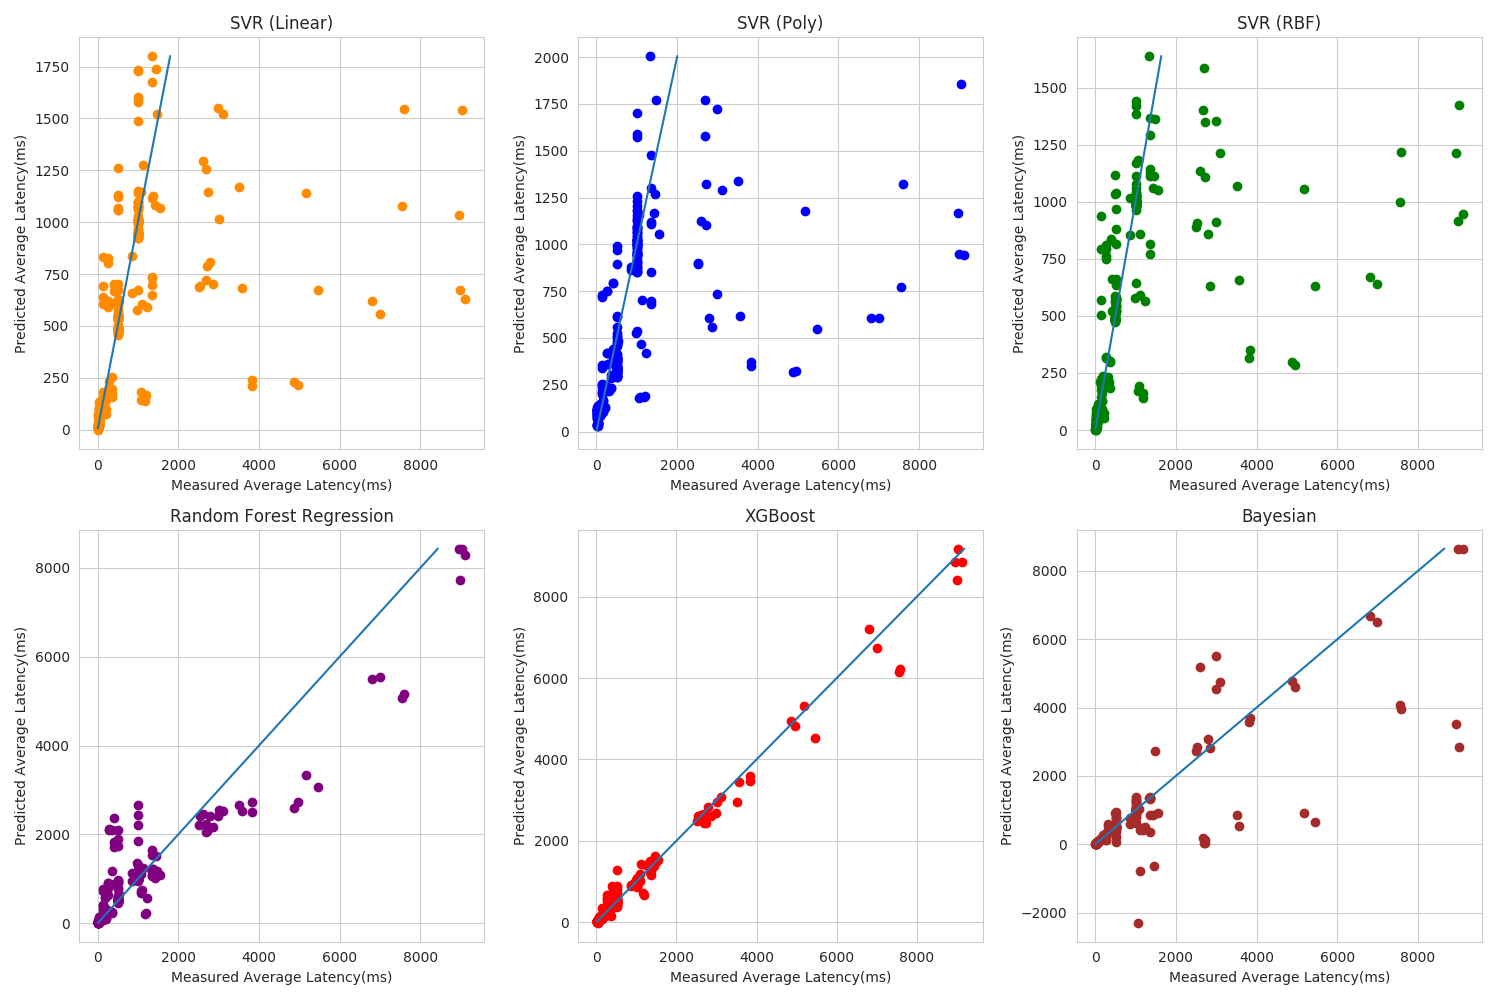 SVR (Linear)
SVR (Poly)
SVR (RBF)
Predicted Average Latency(ms)
1750
1500
1250
1000
750
500
250
0
0 2000 4000 6000 8000
Measured Average Latency(ms)
Predicted Average Latency(ms)
2000
1750
1500
1250
1000
750
500
250
0
0 2000 4000 6000 8000
Measured Average Latency(ms)
Predicted Average Latency(ms)
1500
1250
1000
750
500
250
0
0 2000 4000 6000 8000
Measured Average Latency(ms)
Random Forest Regression
XGBoost
Bayesian
Predicted Average Latency(ms)
8000
6000
4000
2000
0
0 2000 4000 6000 8000
Measured Average Latency(ms)
Predicted Average Latency(ms)
8000
6000
4000
2000
0
0 2000 4000 6000 8000
Measured Average Latency(ms)
Predicted Average Latency(ms)
8000
6000
4000
2000
0
−2000
0 2000 4000 6000 8000
Measured Average Latency(ms)